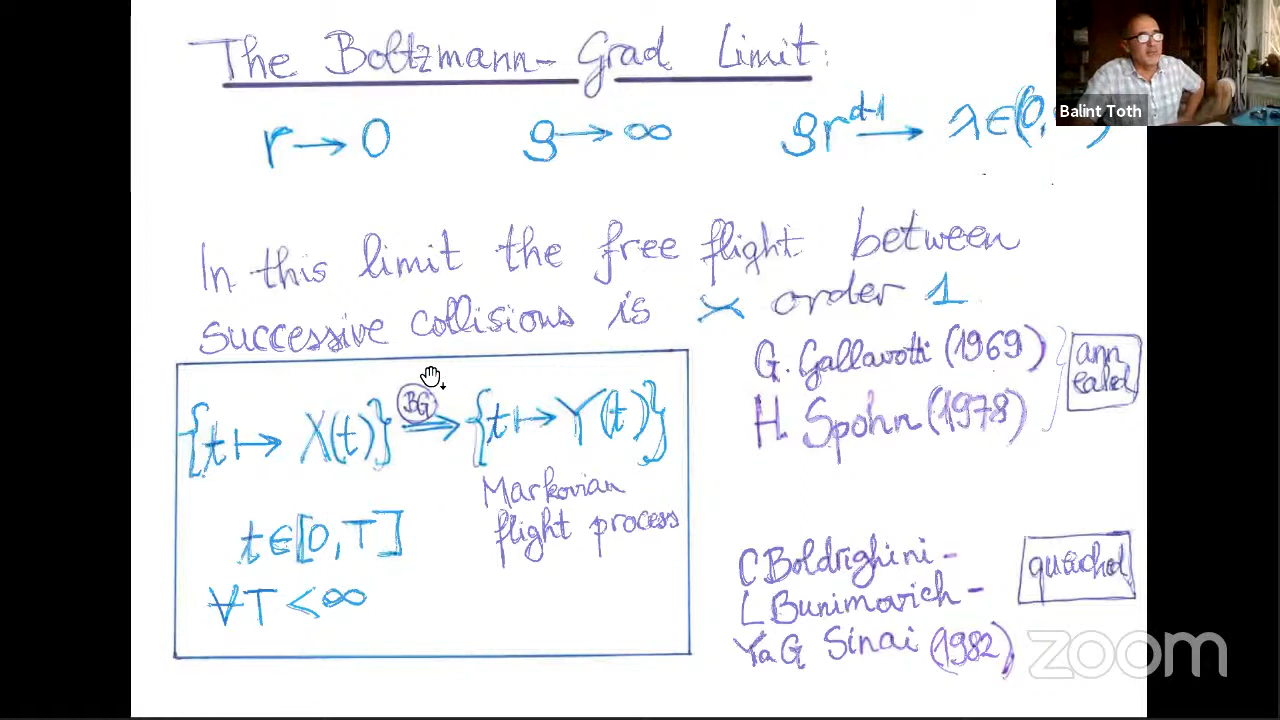 The Boltzmann-Grad Limit:
r → 0 ϱ → ∞ ϱr^{d-1} → λ ∈ (0,
In this limit the free flight between
successive collisions is ≍ order 1
G. Gallavotti (1969)
H. Spohn (1978)
annealed
{t ↦ X(t)} BG ⇒ {t ↦ Y(t)}
Markovian
flight process
t ∈ [0, T]
∀T < ∞
C Boldrighini-
L Bunimovich-
Ya G Sinai (1982)
quenched
Balint Toth
zoom